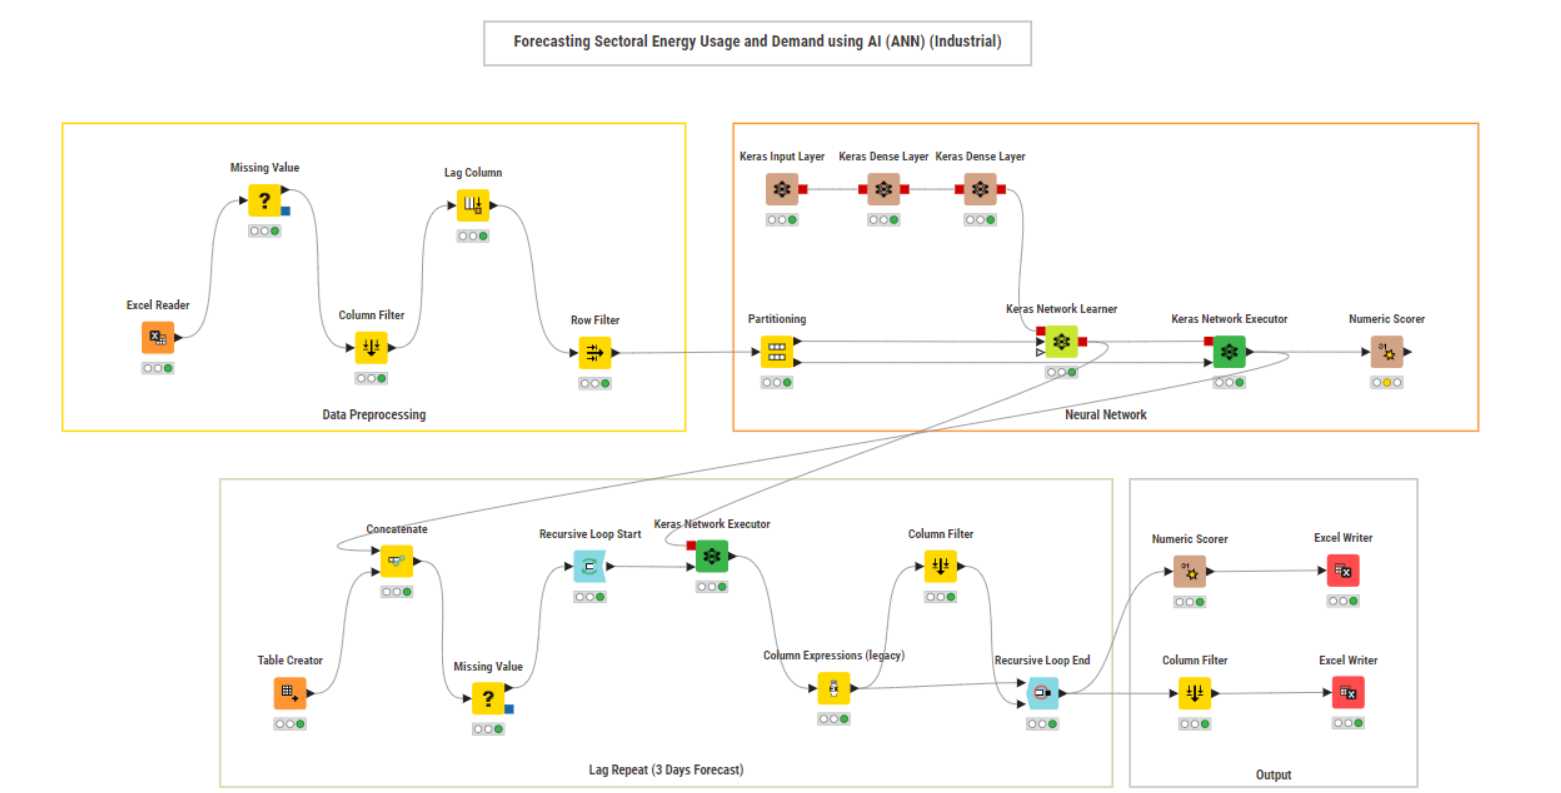 Forecasting Sectoral Energy Usage and Demand using AI (ANN) (Industrial)
Missing Value
Lag Column
Excel Reader
Column Filter
Row Filter
Data Preprocessing
Keras Input Layer
Keras Dense Layer
Keras Dense Layer
Partitioning
Keras Network Learner
Keras Network Executor
Numeric Scorer
Neural Network
Concatenate
Recursive Loop Start
Keras Network Executor
Column Filter
Table Creator
Missing Value
Column Expressions (legacy)
Recursive Loop End
Lag Repeat (3 Days Forecast)
Numeric Scorer
Excel Writer
Column Filter
Excel Writer
Output